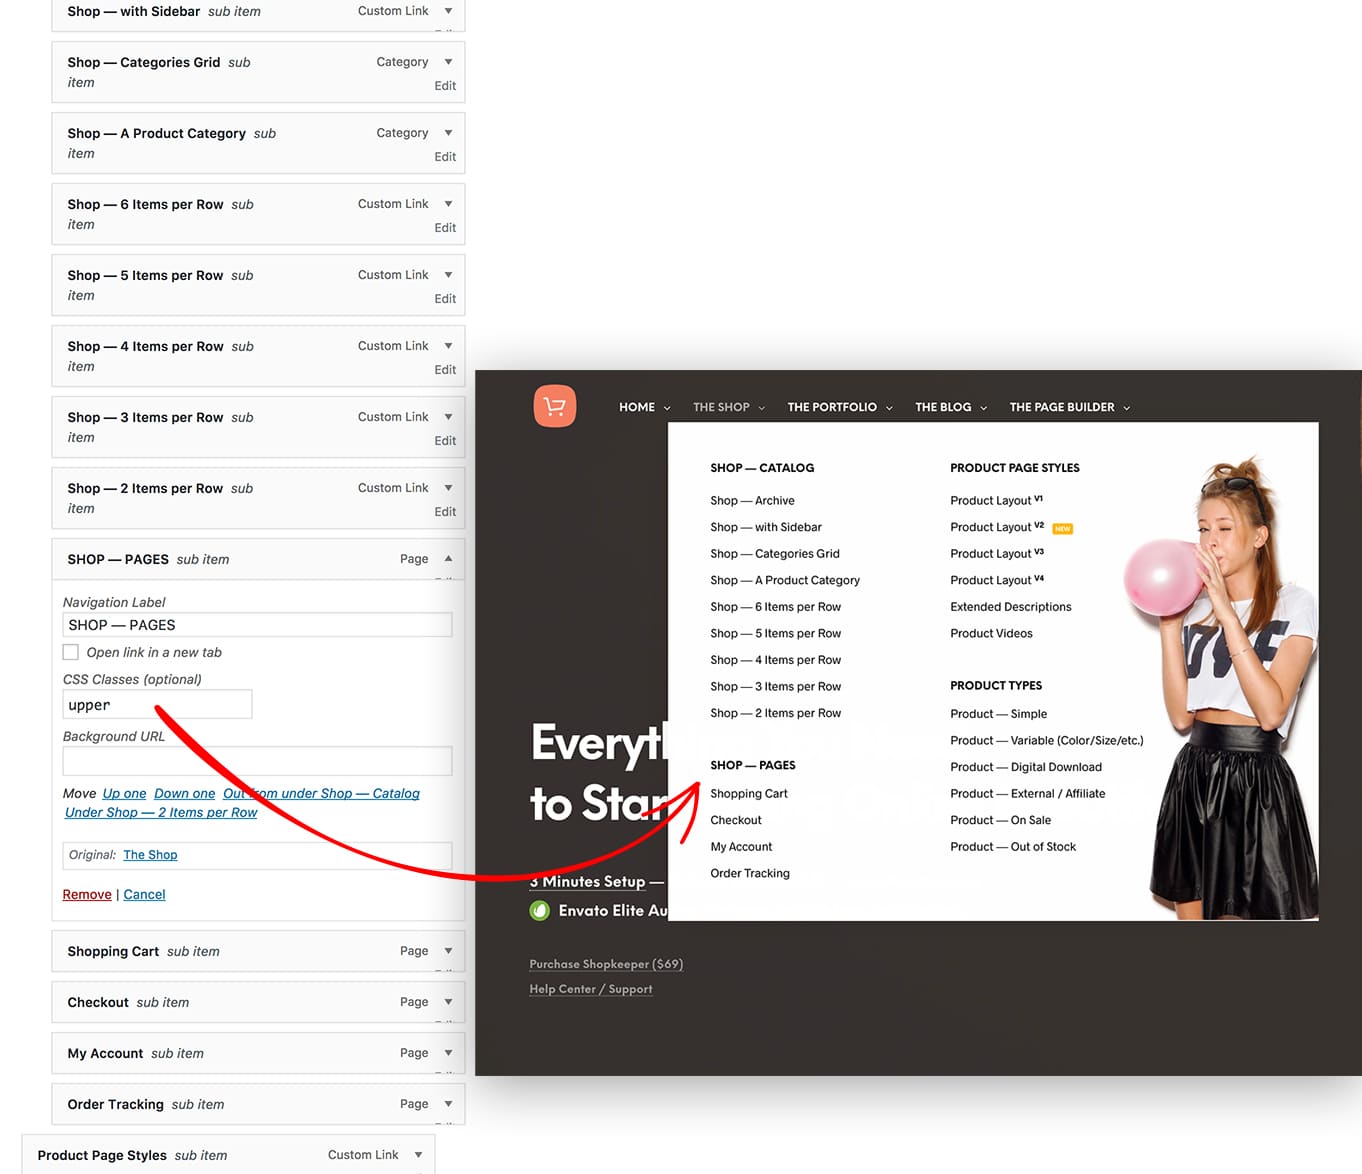 Shop — with Sidebar sub item Custom Link
Shop — Categories Grid sub Category
item
Edit
Shop — A Product Category sub Category
item
Edit
Shop — 6 Items per Row sub Custom Link
item
Edit
Shop — 5 Items per Row sub Custom Link
item
Edit
Shop — 4 Items per Row sub Custom Link
item
Edit
Shop — 3 Items per Row sub Custom Link
item
Edit
Shop — 2 Items per Row sub Custom Link
item
Edit
SHOP — PAGES sub item Page
Navigation Label
SHOP — PAGES
Open link in a new tab
CSS Classes (optional)
upper
Background URL
Move Up one Down one Out from under Shop — Catalog
Under Shop — 2 Items per Row
Original: The Shop
Remove | Cancel
Shopping Cart sub item Page
Checkout sub item Page
My Account sub item Page
Order Tracking sub item Page
Product Page Styles sub item Custom Link
HOME THE SHOP THE PORTFOLIO THE BLOG THE PAGE BUILDER
SHOP — CATALOG
Shop — Archive
Shop — with Sidebar
Shop — Categories Grid
Shop — A Product Category
Shop — 6 Items per Row
Shop — 5 Items per Row
Shop — 4 Items per Row
Shop — 3 Items per Row
Shop — 2 Items per Row
SHOP — PAGES
Shopping Cart
Checkout
My Account
Order Tracking
PRODUCT PAGE STYLES
Product Layout V1
Product Layout V2 NEW
Product Layout V3
Product Layout V4
Extended Descriptions
Product Videos
PRODUCT TYPES
Product — Simple
Product — Variable (Color/Size/etc.)
Product — Digital Download
Product — External / Affiliate
Product — On Sale
Product — Out of Stock
Everyth
to Star
3 Minutes Setup —
Envato Elite Au
Purchase Shopkeeper ($69)
Help Center / Support